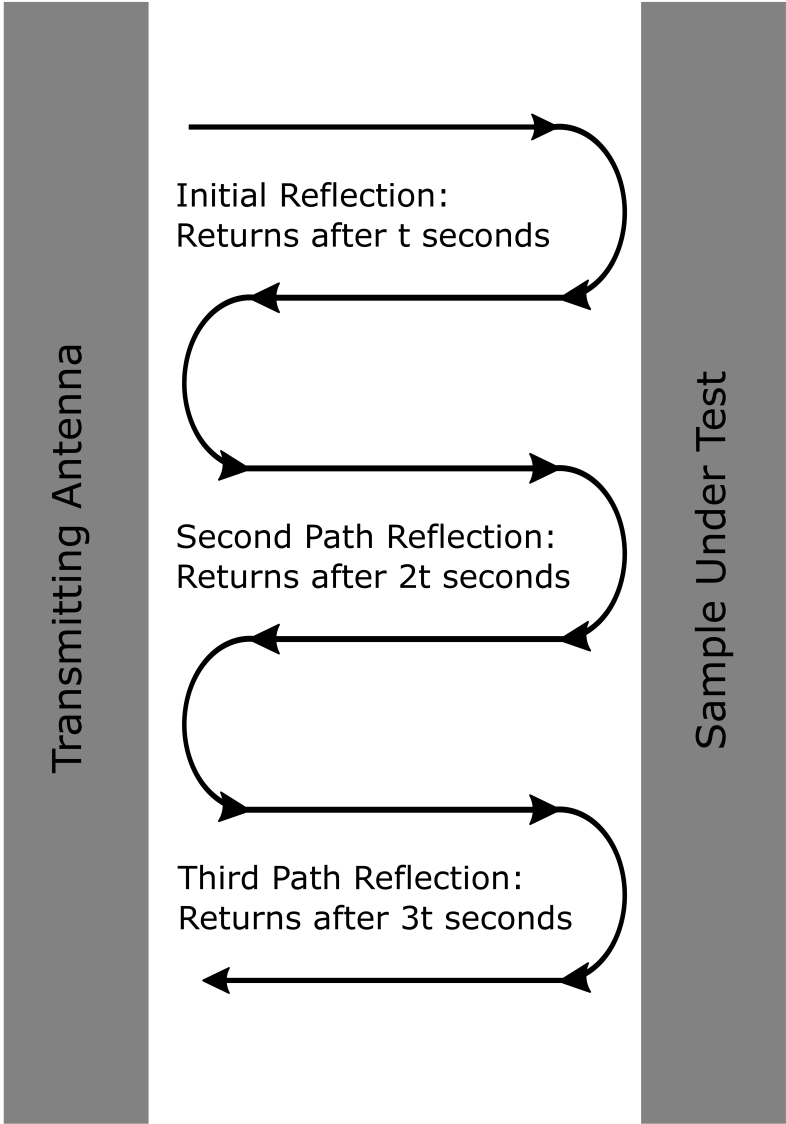 Initial Reflection:
Returns after t seconds
Transmitting Antenna
Sample Under Test
Second Path Reflection:
Returns after 2t seconds
Third Path Reflection:
Returns after 3t seconds